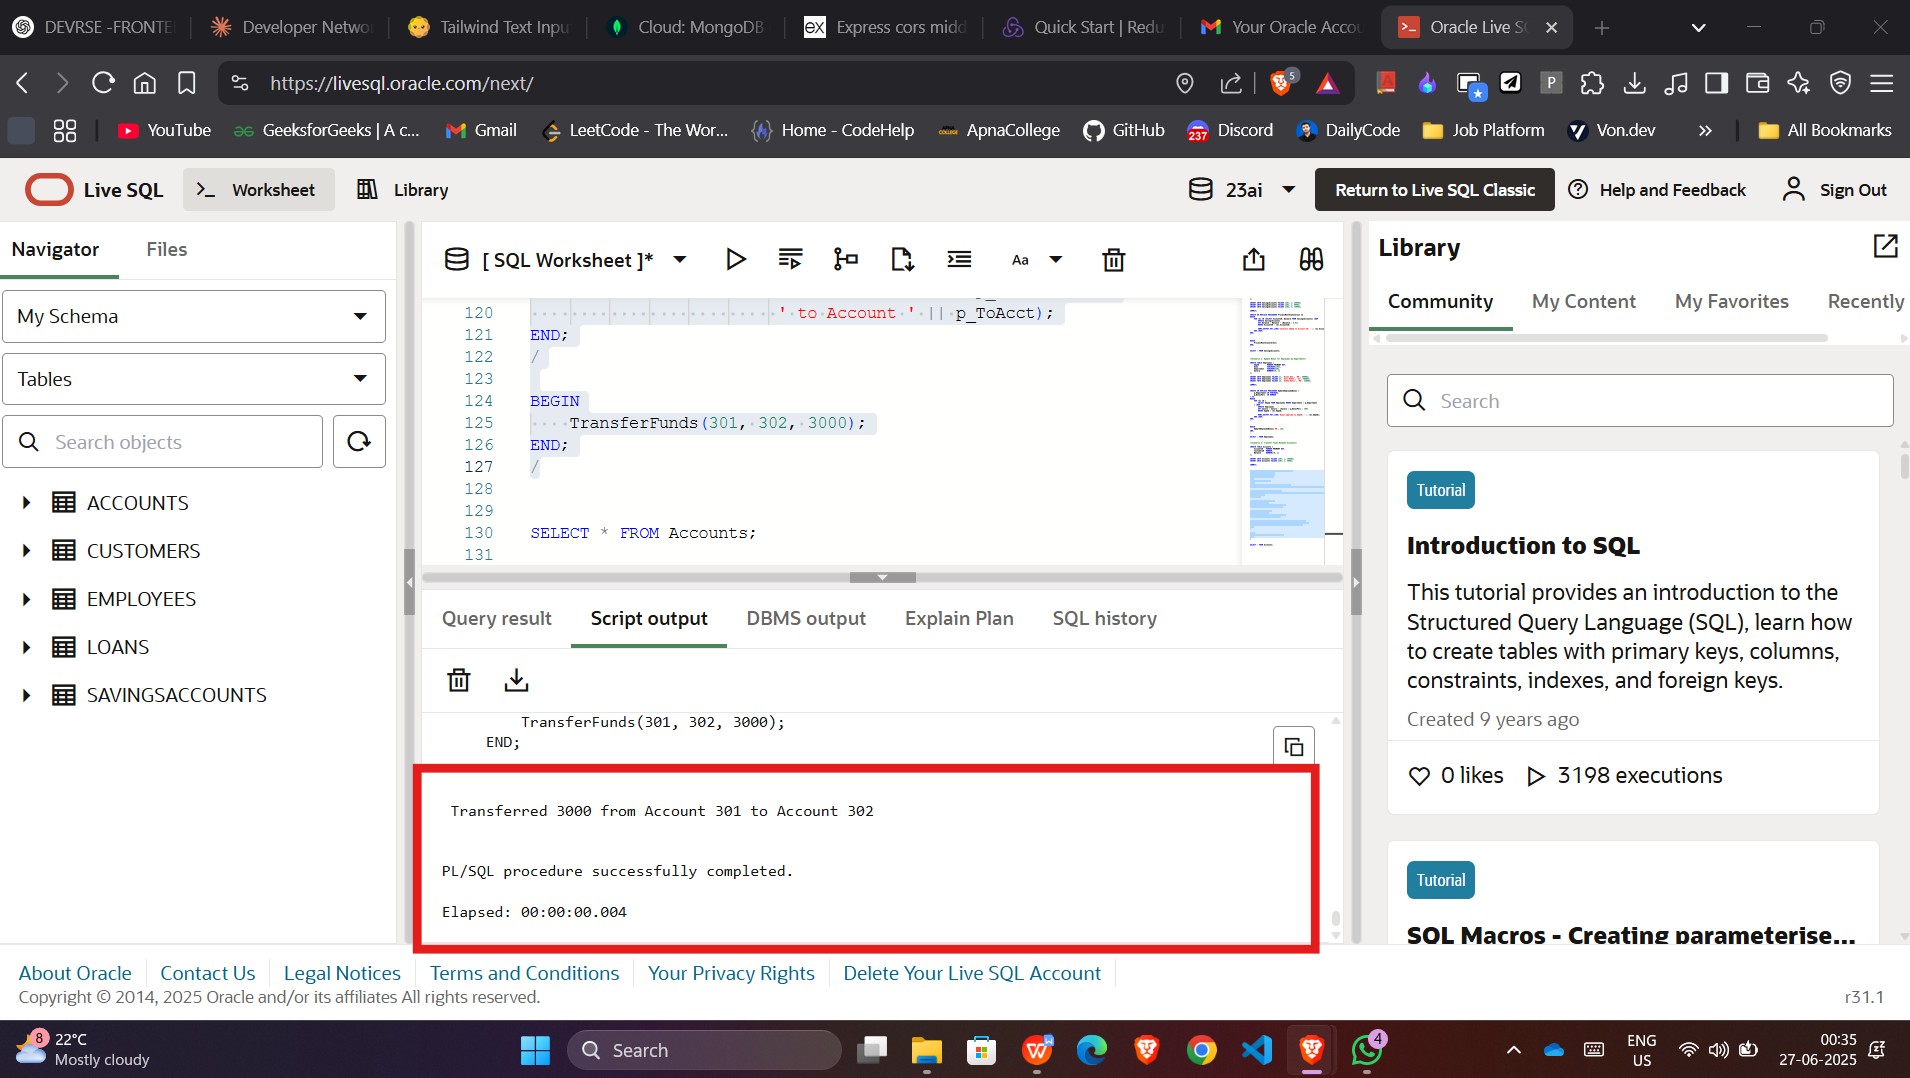 DEVRSE -FRONTE
Developer Netwo
Tailwind Text Inpu
Cloud: MongoDB
ex
Express cors midd
Quick Start | Redu
Your Oracle Accou
Oracle Live S
https://livesql.oracle.com/next/
5
P
YouTube
GeeksforGeeks | A c...
Gmail
LeetCode - The Wor...
Home - CodeHelp
ApnaCollege
GitHub
237
Discord
DailyCode
Job Platform
Von.dev
All Bookmarks
Live SQL
Worksheet
Library
23ai
Return to Live SQL Classic
Help and Feedback
Sign Out
Navigator
Files
My Schema
Tables
Search objects
ACCOUNTS
CUSTOMERS
EMPLOYEES
LOANS
SAVINGSACCOUNTS
[ SQL Worksheet ]*
Aa
120 ' to Account ' || p_ToAcct);
121 END;
122 /
123
124 BEGIN
125 TransferFunds(301, 302, 3000);
126 END;
127 /
128
129
130 SELECT * FROM Accounts;
131
Query result
Script output
DBMS output
Explain Plan
SQL history
TransferFunds(301, 302, 3000);
END;
Transferred 3000 from Account 301 to Account 302
PL/SQL procedure successfully completed.
Elapsed: 00:00:00.004
Library
Community
My Content
My Favorites
Recently
Search
Tutorial
Introduction to SQL
This tutorial provides an introduction to the
Structured Query Language (SQL), learn how
to create tables with primary keys, columns,
constraints, indexes, and foreign keys.
Created 9 years ago
0 likes
3198 executions
Tutorial
SQL Macros - Creating parameterise...
About Oracle
Contact Us
Legal Notices
Terms and Conditions
Your Privacy Rights
Delete Your Live SQL Account
Copyright © 2014, 2025 Oracle and/or its affiliates All rights reserved.
r31.1
8
22°C
Mostly cloudy
Search
4
ENG
US
00:35
27-06-2025